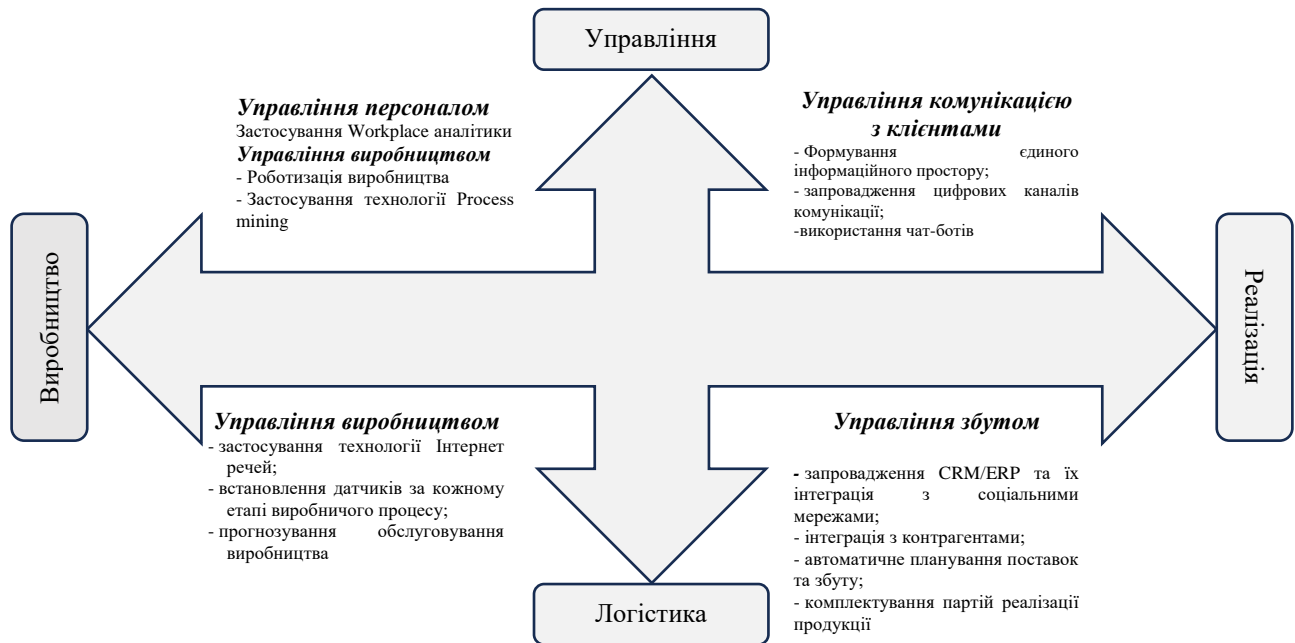 Управління
Управління персоналом
Застосування Workplace аналітики
Управління виробництвом
- Роботизація виробництва
- Застосування технології Process
mining
Управління комунікацією
з клієнтами
- Формування єдиного
інформаційного простору;
- запровадження цифрових каналів
комунікації;
-використання чат-ботів
Виробництво
Реалізація
Управління виробництвом
- застосування технології Інтернет
речей;
- встановлення датчиків за кожному
етапі виробничого процесу;
- прогнозування обслуговування
виробництва
Управління збутом
- запровадження CRM/ERP та їх
інтеграція з соціальними
мережами;
- інтеграція з контрагентами;
- автоматичне планування поставок
та збуту;
- комплектування партій реалізації
продукції
Логістика